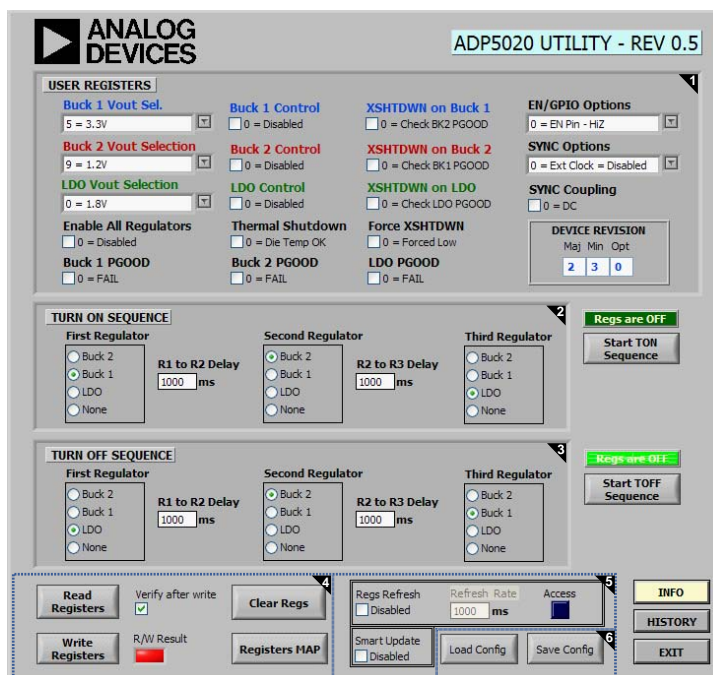 ANALOG
DEVICES
ADP5020 UTILITY - REV 0.5
USER REGISTERS
1
Buck 1 Vout Sel.
5 = 3.3V
Buck 1 Control
0 = Disabled
XSHTDWN on Buck 1
0 = Check BK2 PGOOD
EN/GPIO Options
0 = EN Pin - HiZ
Buck 2 Vout Selection
9 = 1.2V
Buck 2 Control
0 = Disabled
XSHTDWN on Buck 2
0 = Check BK1 PGOOD
SYNC Options
0 = Ext Clock = Disabled
LDO Vout Selection
0 = 1.8V
LDO Control
0 = Disabled
XSHTDWN on LDO
0 = Check LDO PGOOD
SYNC Coupling
0 = DC
Enable All Regulators
0 = Disabled
Thermal Shutdown
0 = Die Temp OK
Force XSHTDWN
0 = Forced Low
DEVICE REVISION
Maj Min Opt
2 3 0
Buck 1 PGOOD
0 = FAIL
Buck 2 PGOOD
0 = FAIL
LDO PGOOD
0 = FAIL
TURN ON SEQUENCE
2
First Regulator
Buck 2
Buck 1
LDO
None
R1 to R2 Delay
1000 ms
Second Regulator
Buck 2
Buck 1
LDO
None
R2 to R3 Delay
1000 ms
Third Regulator
Buck 2
Buck 1
LDO
None
Regs are OFF
Start TON
Sequence
TURN OFF SEQUENCE
3
First Regulator
Buck 2
Buck 1
LDO
None
R1 to R2 Delay
1000 ms
Second Regulator
Buck 2
Buck 1
LDO
None
R2 to R3 Delay
1000 ms
Third Regulator
Buck 2
Buck 1
LDO
None
Regs are OFF
Start TOFF
Sequence
4
Read
Registers
Verify after write
Clear Regs
Write
Registers
R/W Result
Registers MAP
5
Regs Refresh
Disabled
Refresh Rate
1000 ms
Access
6
Smart Update
Disabled
Load Config
Save Config
INFO
HISTORY
EXIT